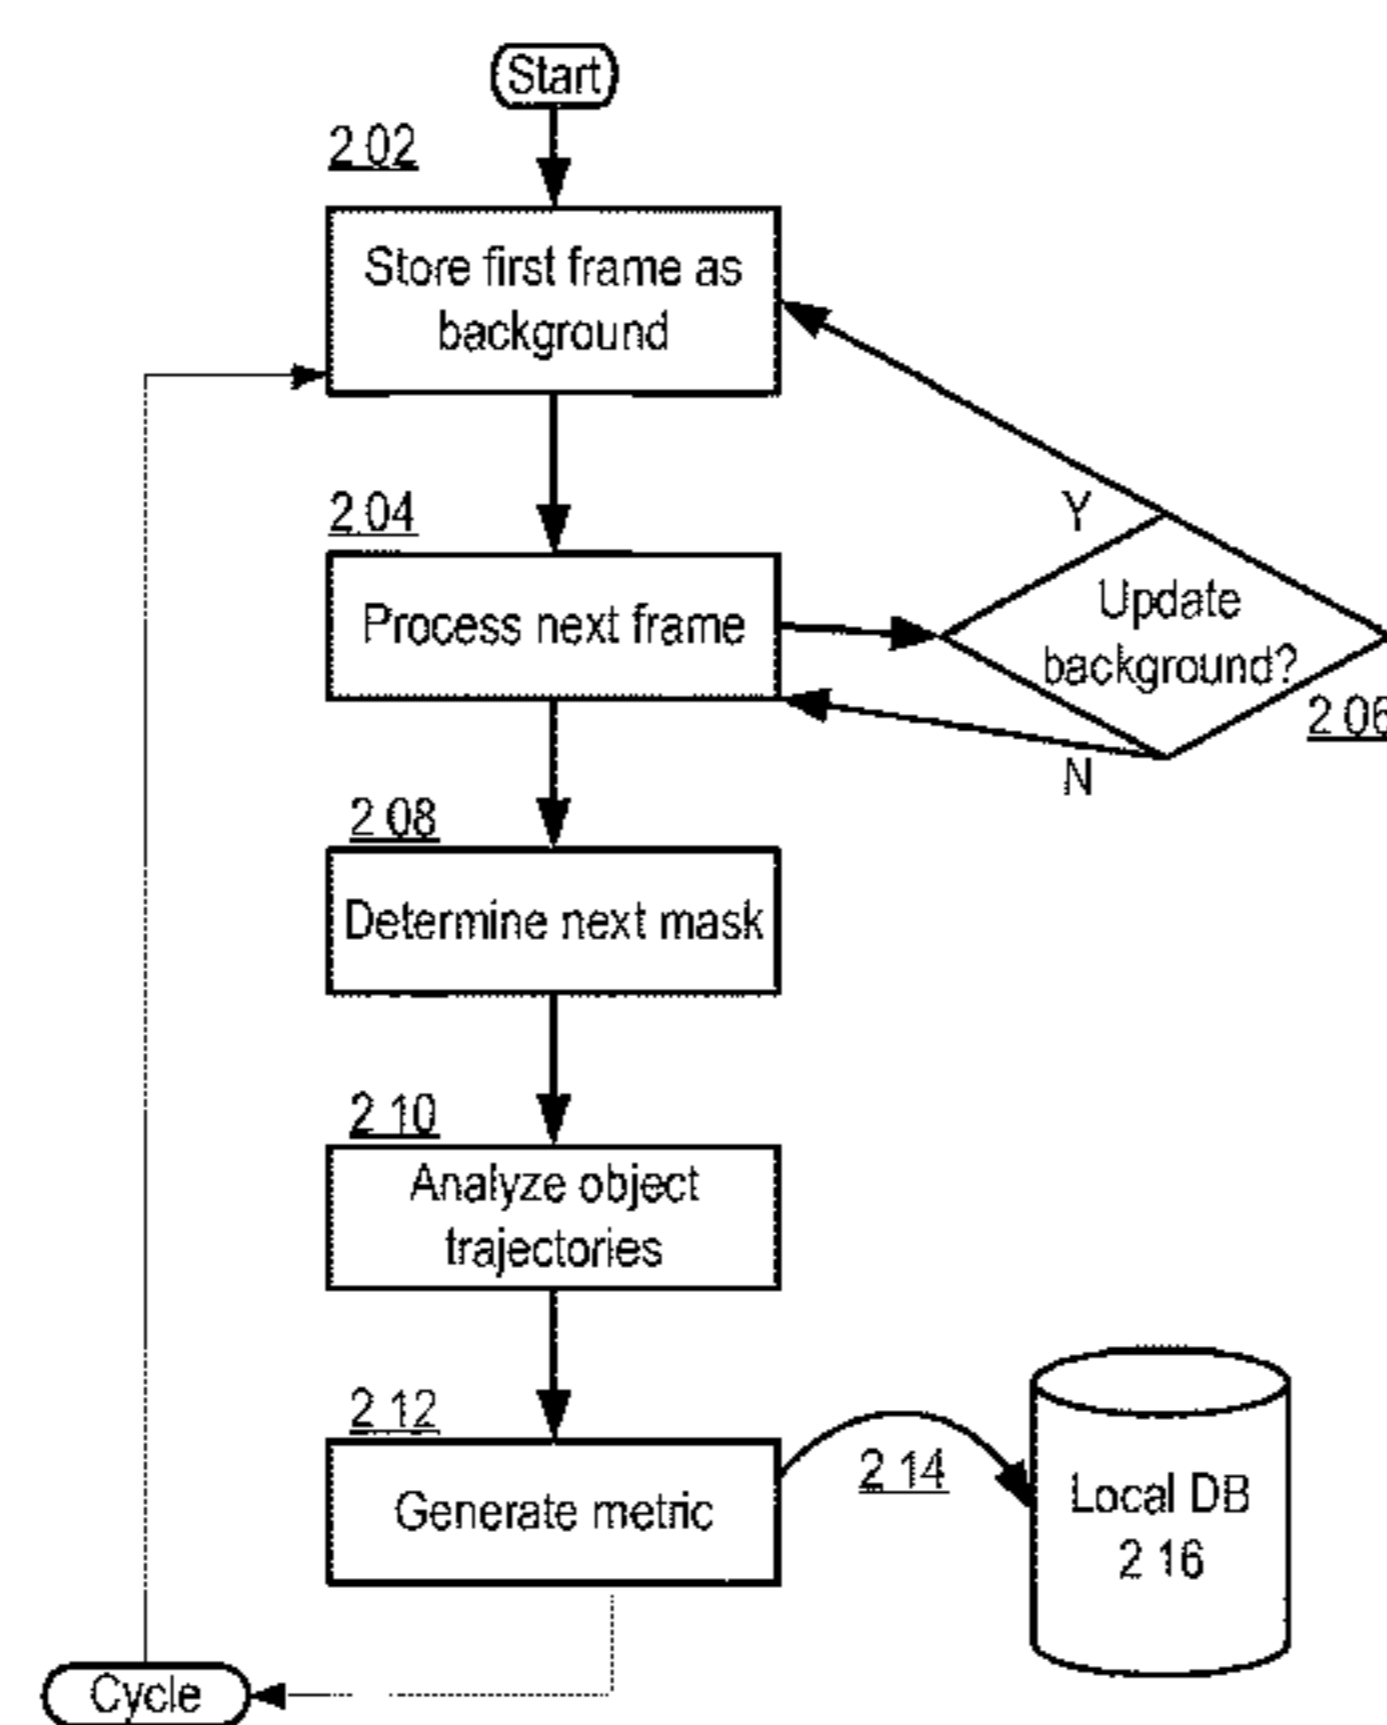 Start
2.02
Store first frame as
background
2.04
Process next frame
Y
Update
background?
2.06
N
2.08
Determine next mask
2.10
Analyze object
trajectories
2.12
Generate metric
2.14
Local DB
2.16
Cycle